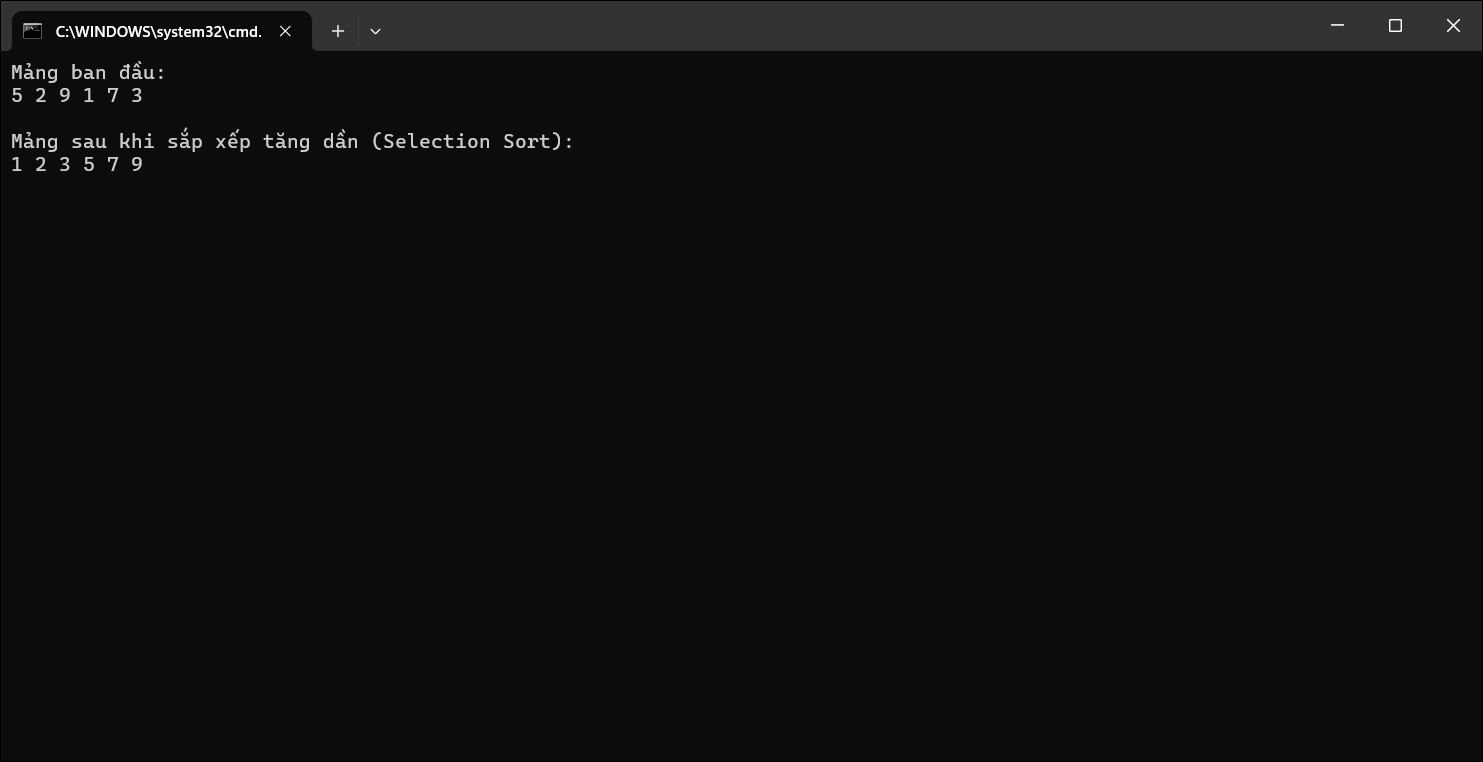 C:\WINDOWS\system32\cmd.
Mảng ban đầu:
5 2 9 1 7 3
Mảng sau khi sắp xếp tăng dần (Selection Sort):
1 2 3 5 7 9